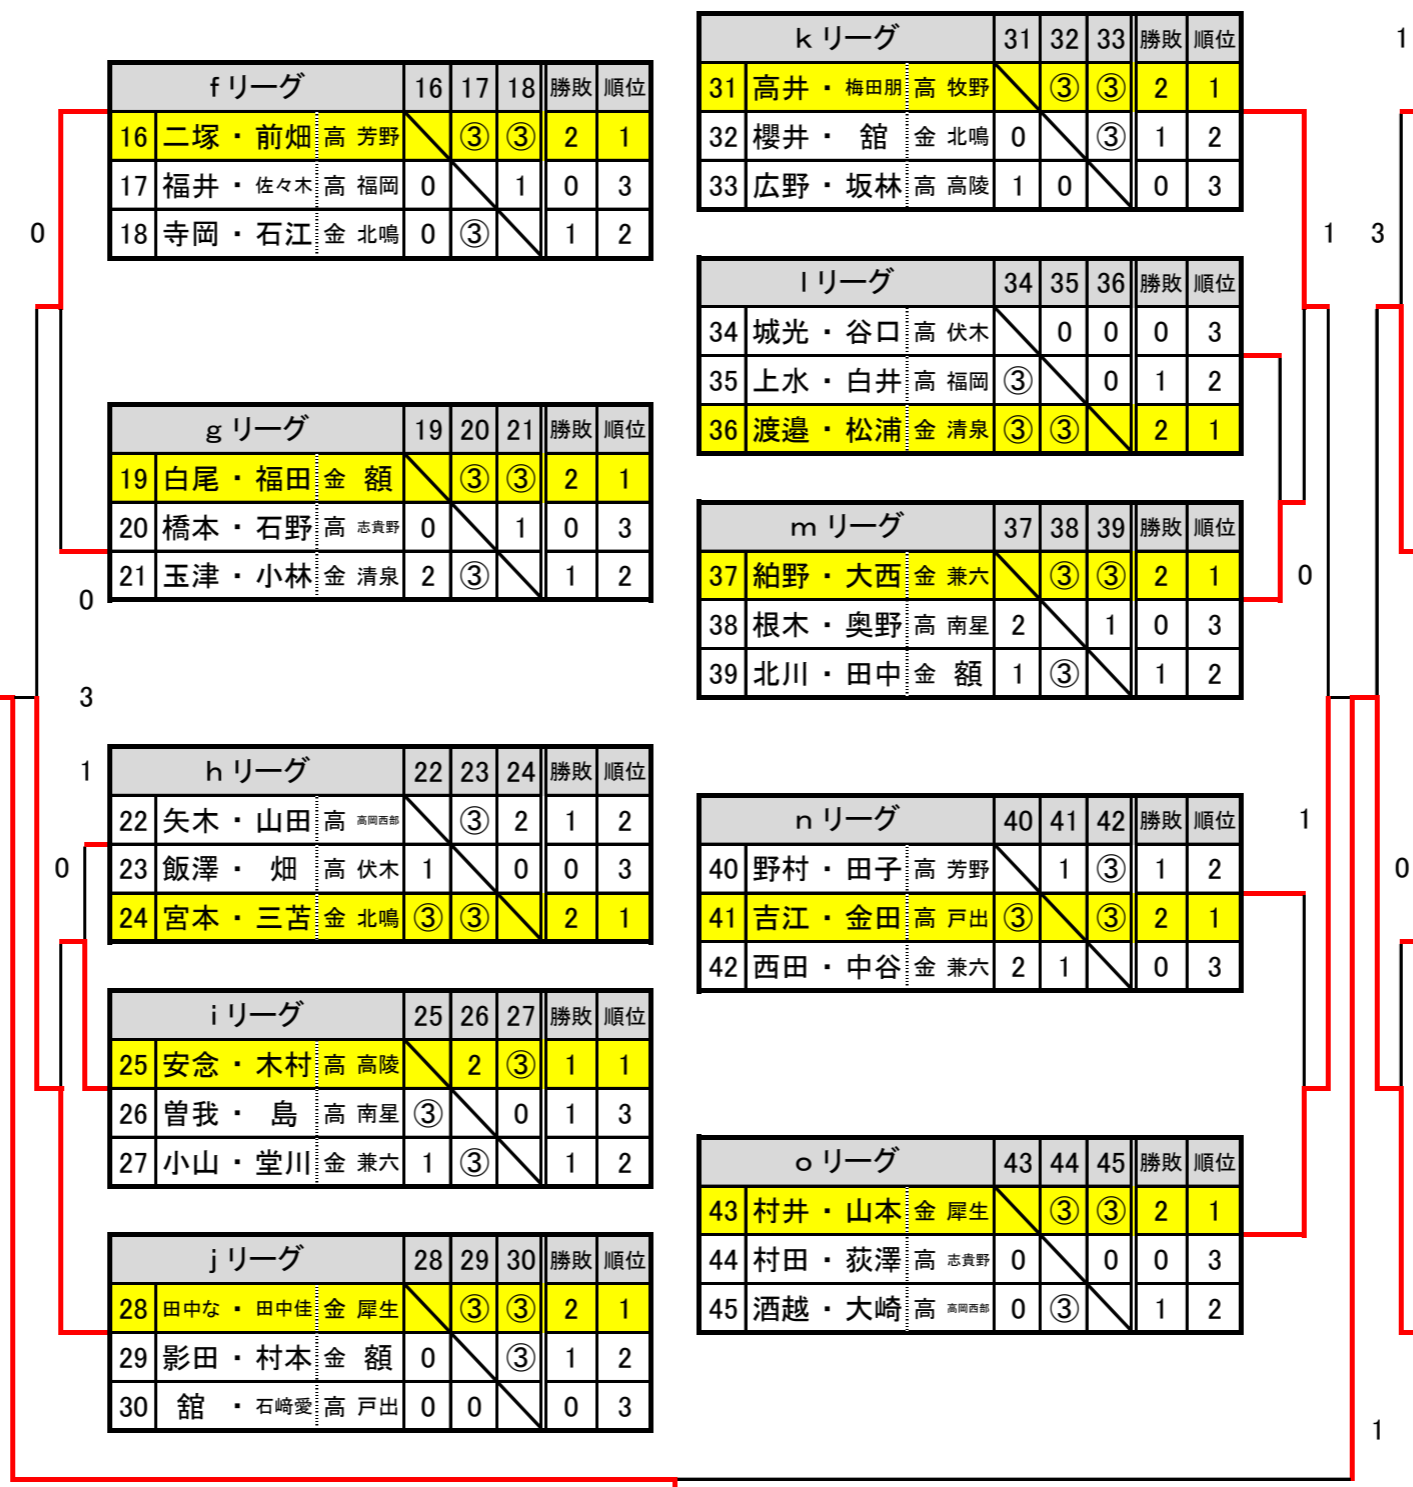 ｆリーグ 16 17 18 勝敗 順位
16 二塚・前畑 高 芳野 ③ ③ 2 1
17 福井・佐々木 高 福岡 0 1 0 3
18 寺岡・石江 金 北鳴 0 ③ 1 2
0
ｇリーグ 19 20 21 勝敗 順位
19 白尾・福田 金 額 ③ ③ 2 1
20 橋本・石野 高 志貴野 0 1 0 3
21 玉津・小林 金 清泉 2 ③ 1 2
0
3
1
ｈリーグ 22 23 24 勝敗 順位
22 矢木・山田 高 高岡西部 ③ 2 1 2
23 飯澤・畑 高 伏木 1 0 0 3
24 宮本・三苫 金 北鳴 ③ ③ 2 1
0
ｉリーグ 25 26 27 勝敗 順位
25 安念・木村 高 高陵 2 ③ 1 1
26 曽我・島 高 南星 ③ 0 1 3
27 小山・堂川 金 兼六 1 ③ 1 2
ｊリーグ 28 29 30 勝敗 順位
28 田中な・田中佳 金 犀生 ③ ③ 2 1
29 影田・村本 金 額 0 ③ 1 2
30 舘・石﨑愛 高 戸出 0 0 0 3
ｋリーグ 31 32 33 勝敗 順位
31 高井・梅田朋 高 牧野 ③ ③ 2 1
32 櫻井・舘 金 北鳴 0 ③ 1 2
33 広野・坂林 高 高陵 1 0 0 3
1
1 3
ｌリーグ 34 35 36 勝敗 順位
34 城光・谷口 高 伏木 0 0 0 3
35 上水・白井 高 福岡 ③ 0 1 2
36 渡邉・松浦 金 清泉 ③ ③ 2 1
ｍリーグ 37 38 39 勝敗 順位
37 絈野・大西 金 兼六 ③ ③ 2 1
38 根木・奥野 高 南星 2 1 0 3
39 北川・田中 金 額 1 ③ 1 2
0
ｎリーグ 40 41 42 勝敗 順位
40 野村・田子 高 芳野 1 ③ 1 2
41 吉江・金田 高 戸出 ③ ③ 2 1
42 西田・中谷 金 兼六 2 1 0 3
1
0
ｏリーグ 43 44 45 勝敗 順位
43 村井・山本 金 犀生 ③ ③ 2 1
44 村田・荻澤 高 志貴野 0 0 0 3
45 酒越・大崎 高 高岡西部 0 ③ 1 2
1